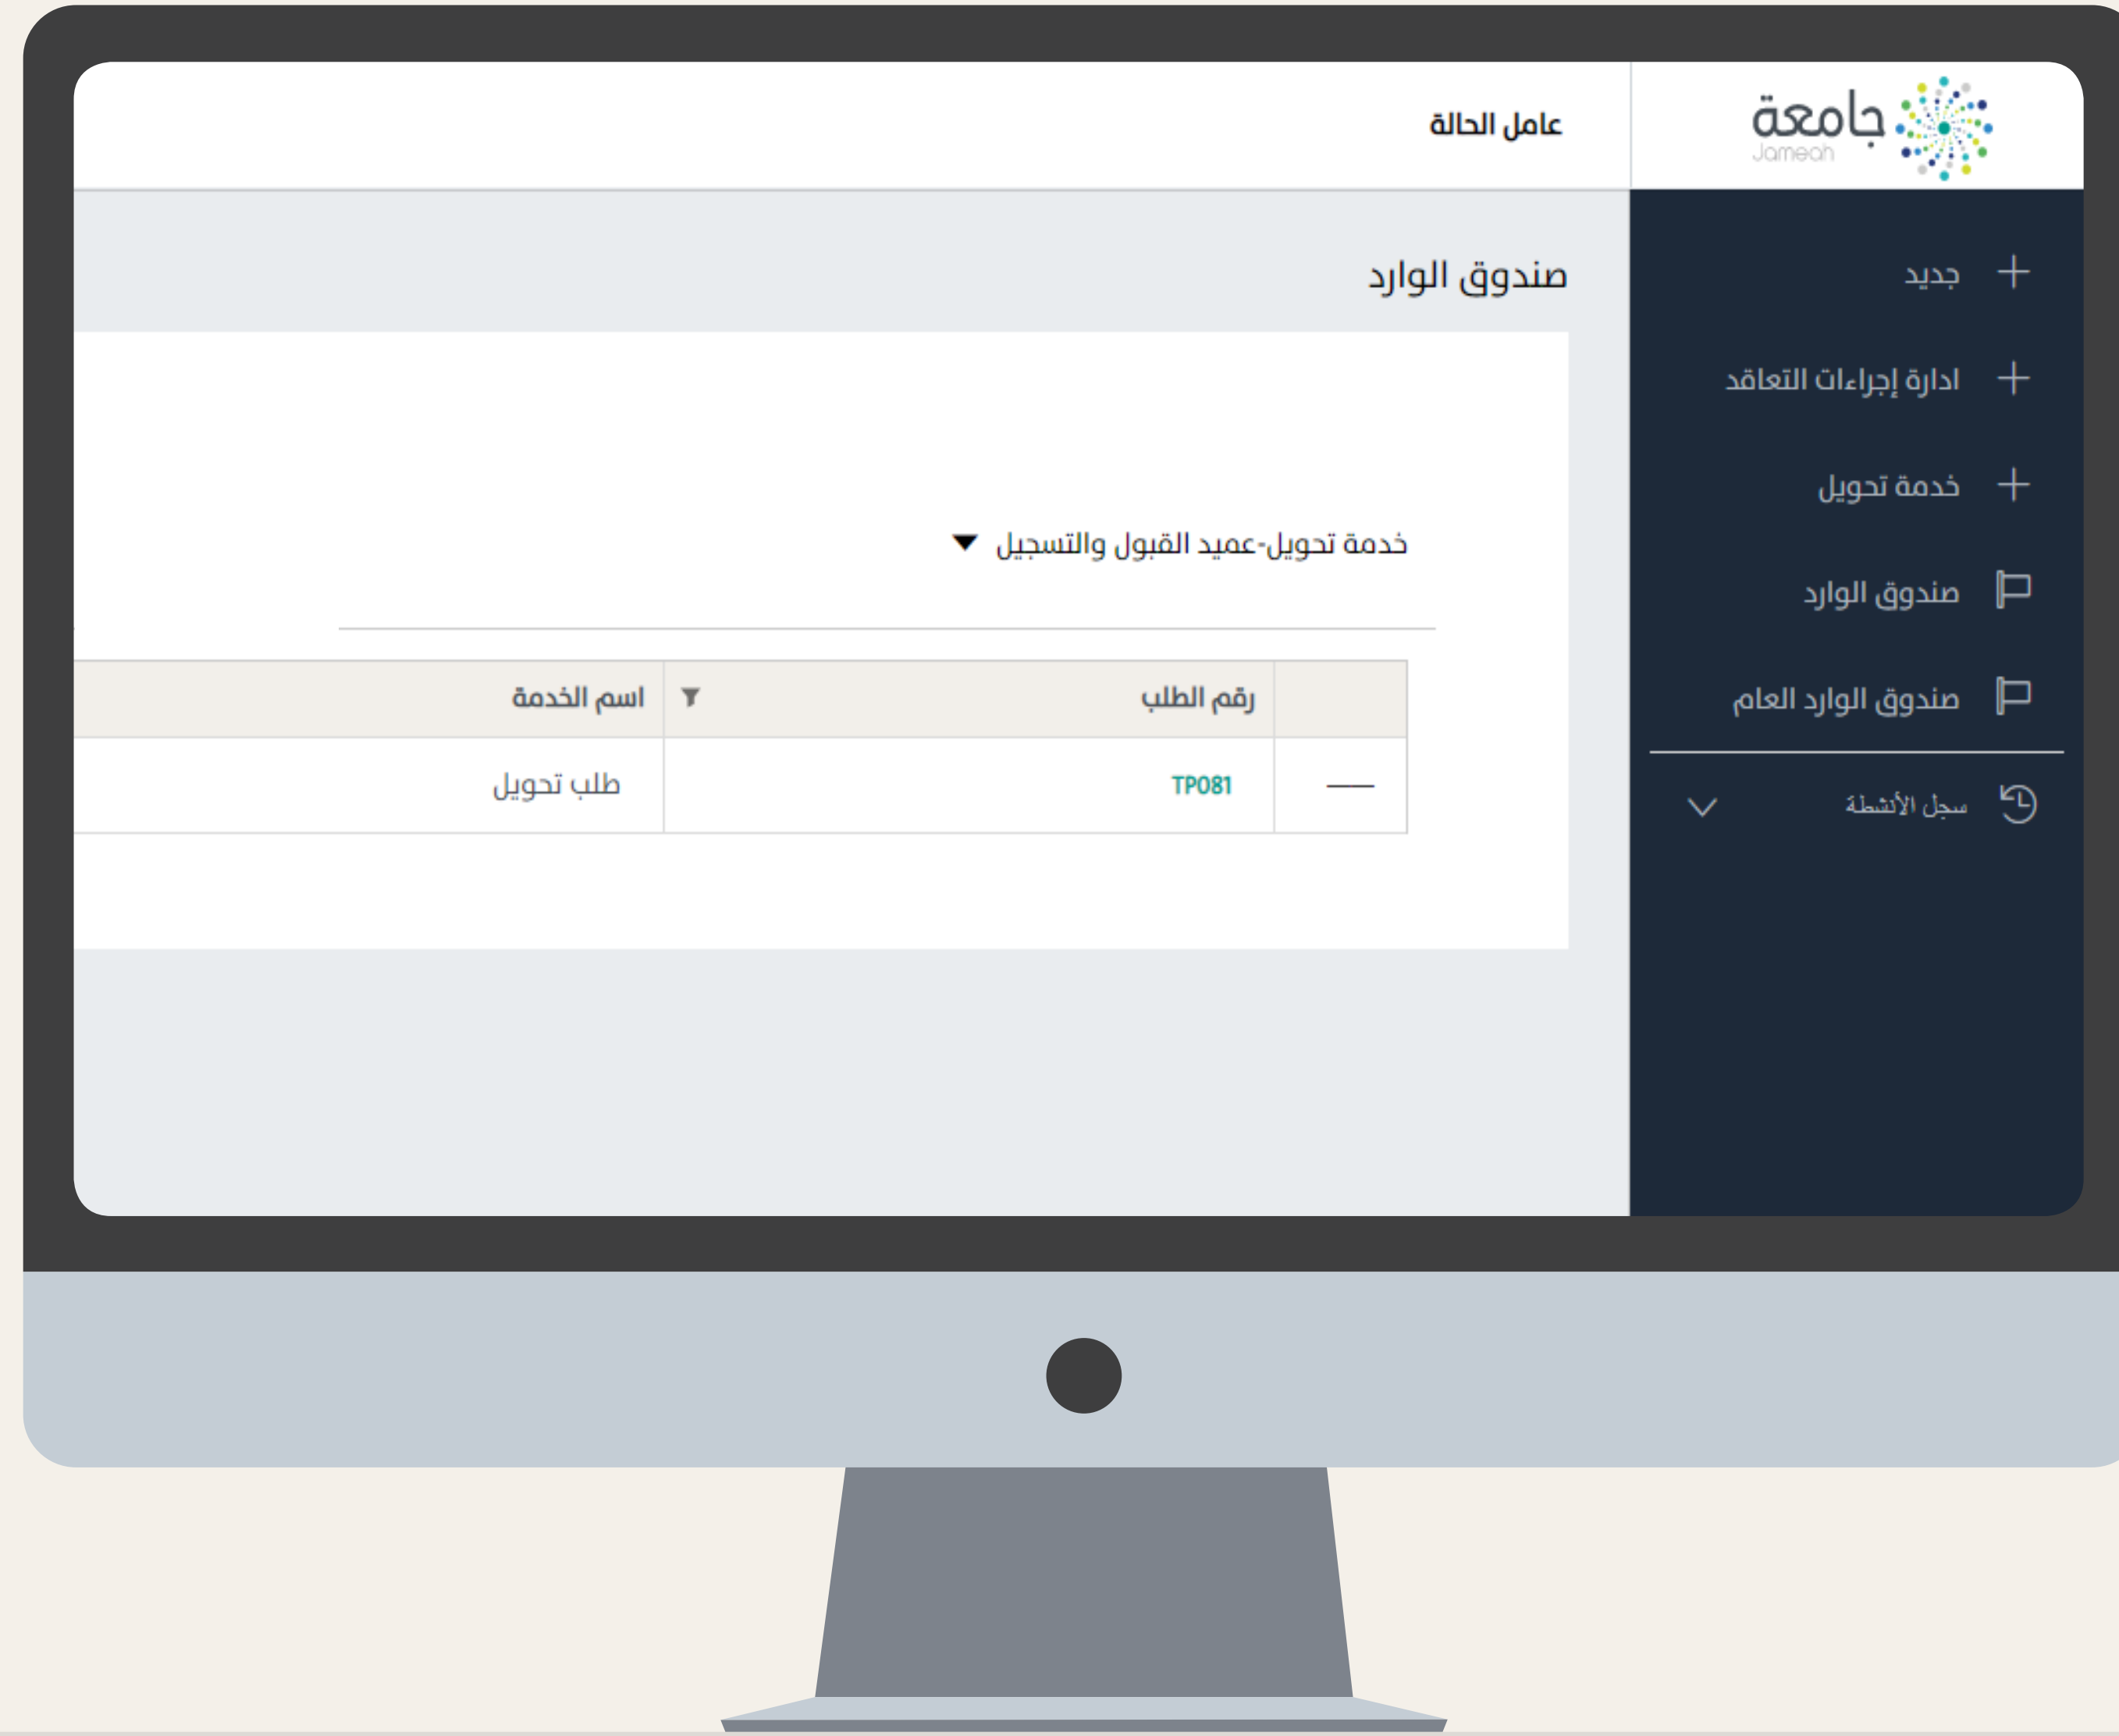 جامعة
Jameah
عامل الحالة
جديد
ادارة إجراءات التعاقد
خدمة تحويل
صندوق الوارد
صندوق الوارد العام
سجل الأنشطة
صندوق الوارد
خدمة تحويل-عميد القبول والتسجيل
رقم الطلب اسم الخدمة
TP081 طلب تحويل